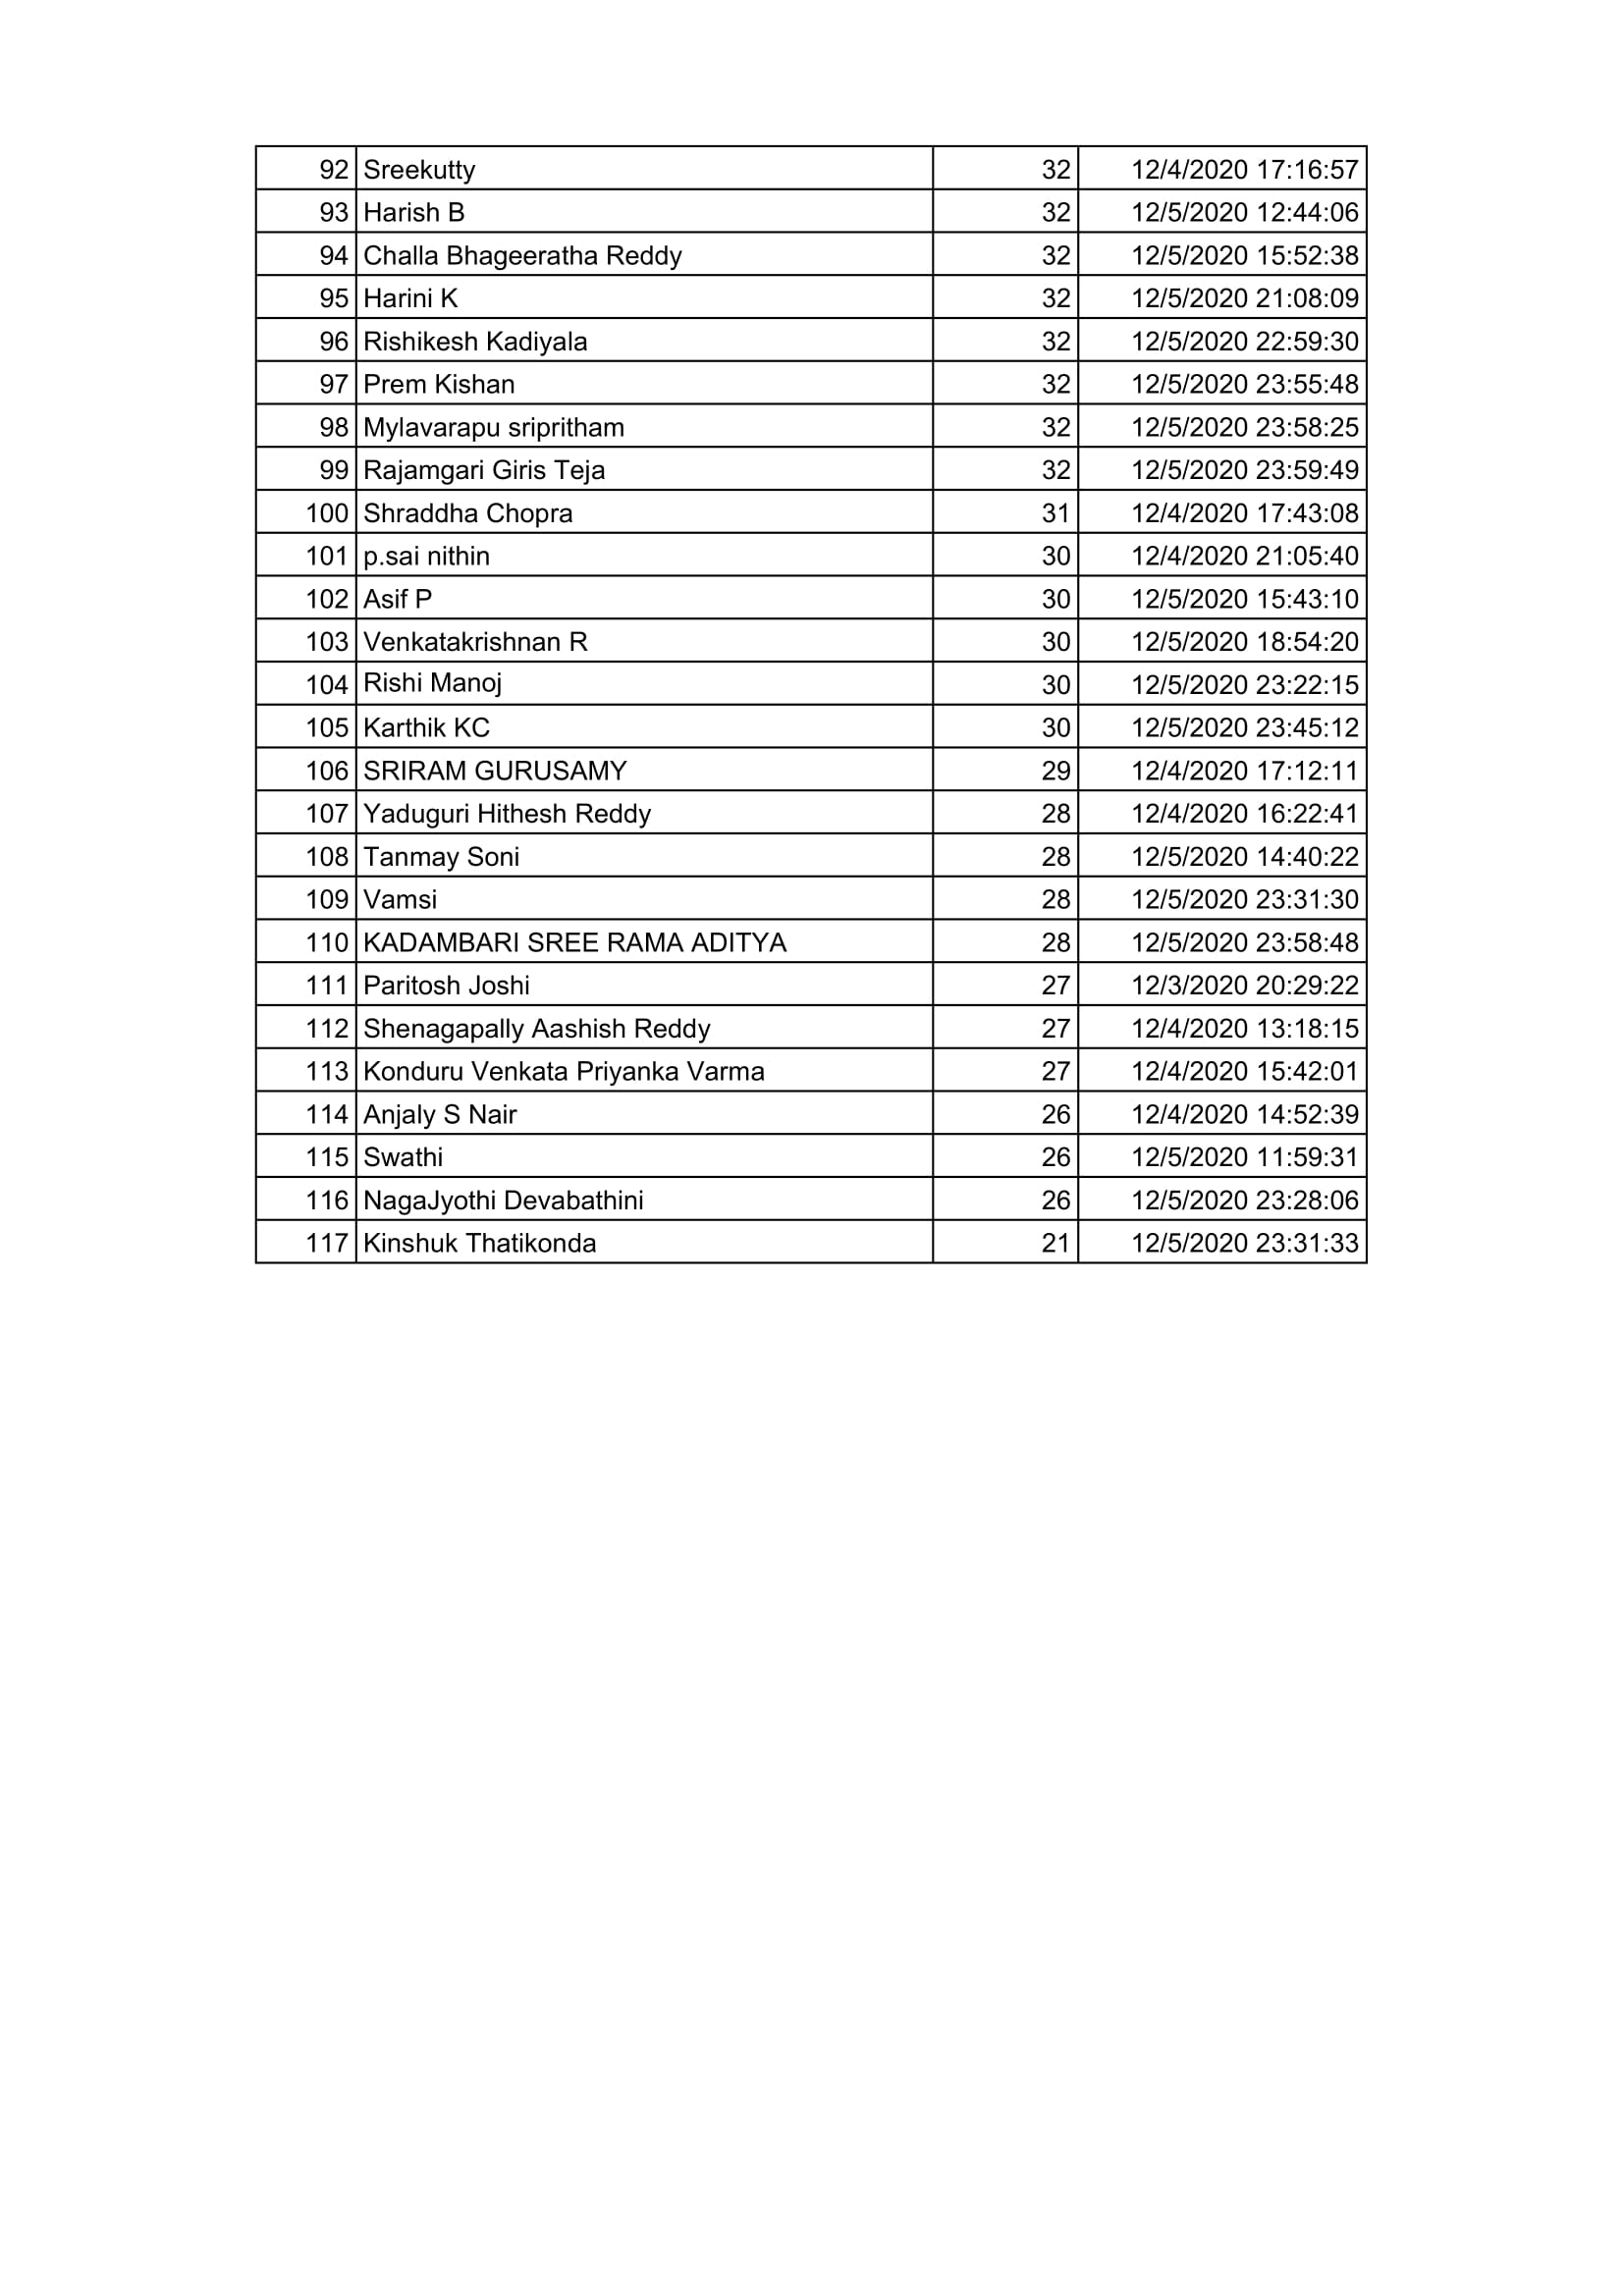 92 Sreekutty 32 12/4/2020 17:16:57
93 Harish B 32 12/5/2020 12:44:06
94 Challa Bhageeratha Reddy 32 12/5/2020 15:52:38
95 Harini K 32 12/5/2020 21:08:09
96 Rishikesh Kadiyala 32 12/5/2020 22:59:30
97 Prem Kishan 32 12/5/2020 23:55:48
98 Mylavarapu sripritham 32 12/5/2020 23:58:25
99 Rajamgari Giris Teja 32 12/5/2020 23:59:49
100 Shraddha Chopra 31 12/4/2020 17:43:08
101 p.sai nithin 30 12/4/2020 21:05:40
102 Asif P 30 12/5/2020 15:43:10
103 Venkatakrishnan R 30 12/5/2020 18:54:20
104 Rishi Manoj 30 12/5/2020 23:22:15
105 Karthik KC 30 12/5/2020 23:45:12
106 SRIRAM GURUSAMY 29 12/4/2020 17:12:11
107 Yaduguri Hithesh Reddy 28 12/4/2020 16:22:41
108 Tanmay Soni 28 12/5/2020 14:40:22
109 Vamsi 28 12/5/2020 23:31:30
110 KADAMBARI SREE RAMA ADITYA 28 12/5/2020 23:58:48
111 Paritosh Joshi 27 12/3/2020 20:29:22
112 Shenagapally Aashish Reddy 27 12/4/2020 13:18:15
113 Konduru Venkata Priyanka Varma 27 12/4/2020 15:42:01
114 Anjaly S Nair 26 12/4/2020 14:52:39
115 Swathi 26 12/5/2020 11:59:31
116 NagaJyothi Devabathini 26 12/5/2020 23:28:06
117 Kinshuk Thatikonda 21 12/5/2020 23:31:33